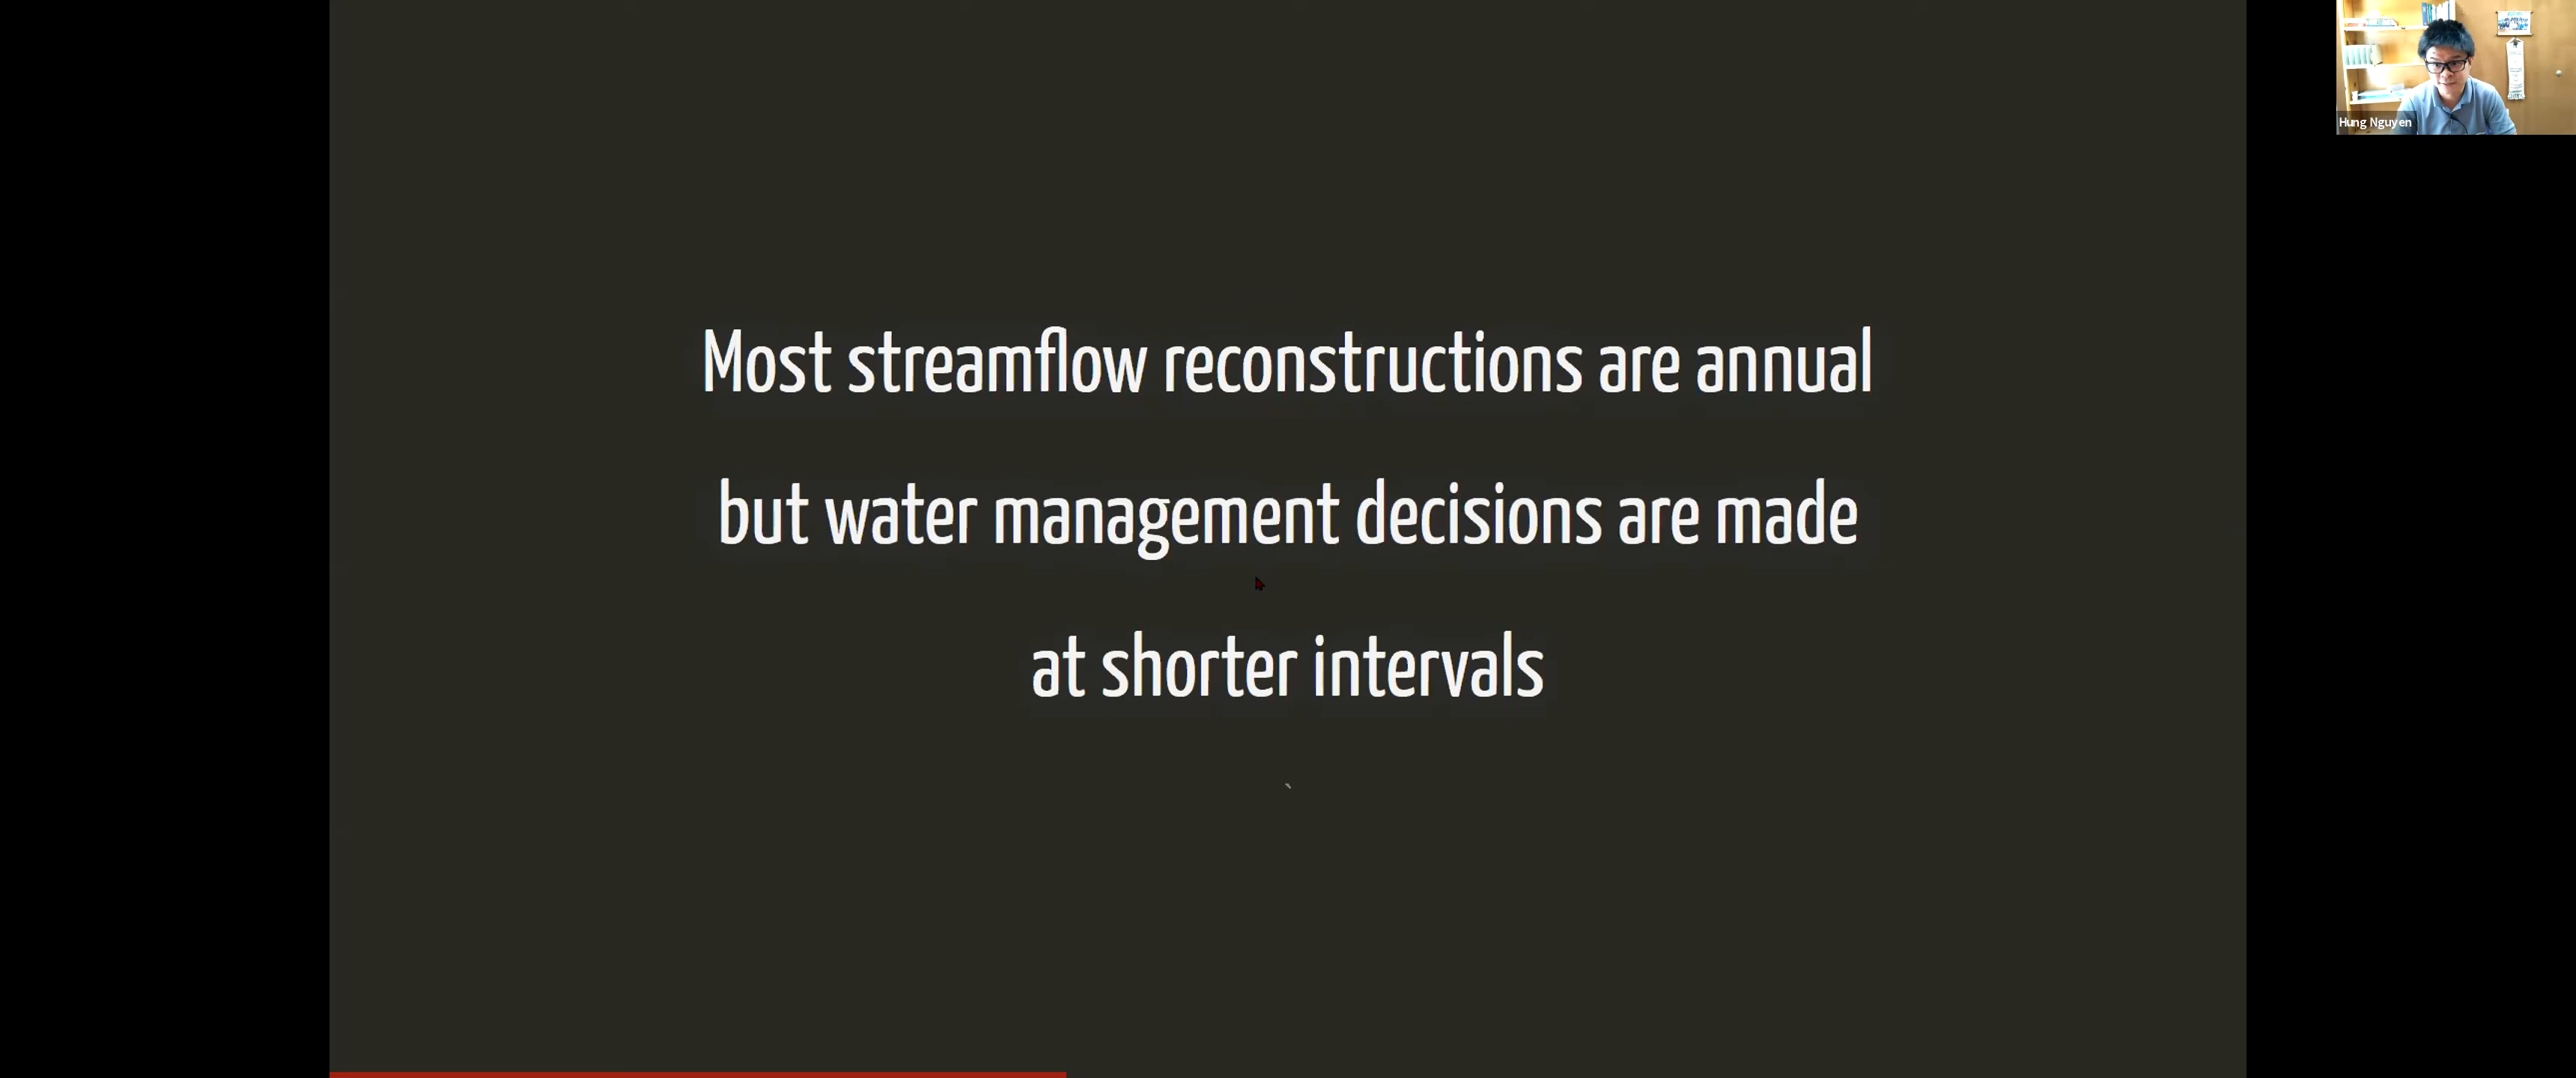 Most streamflow reconstructions are annual
but water management decisions are made
at shorter intervals
`
Hung Nguyen